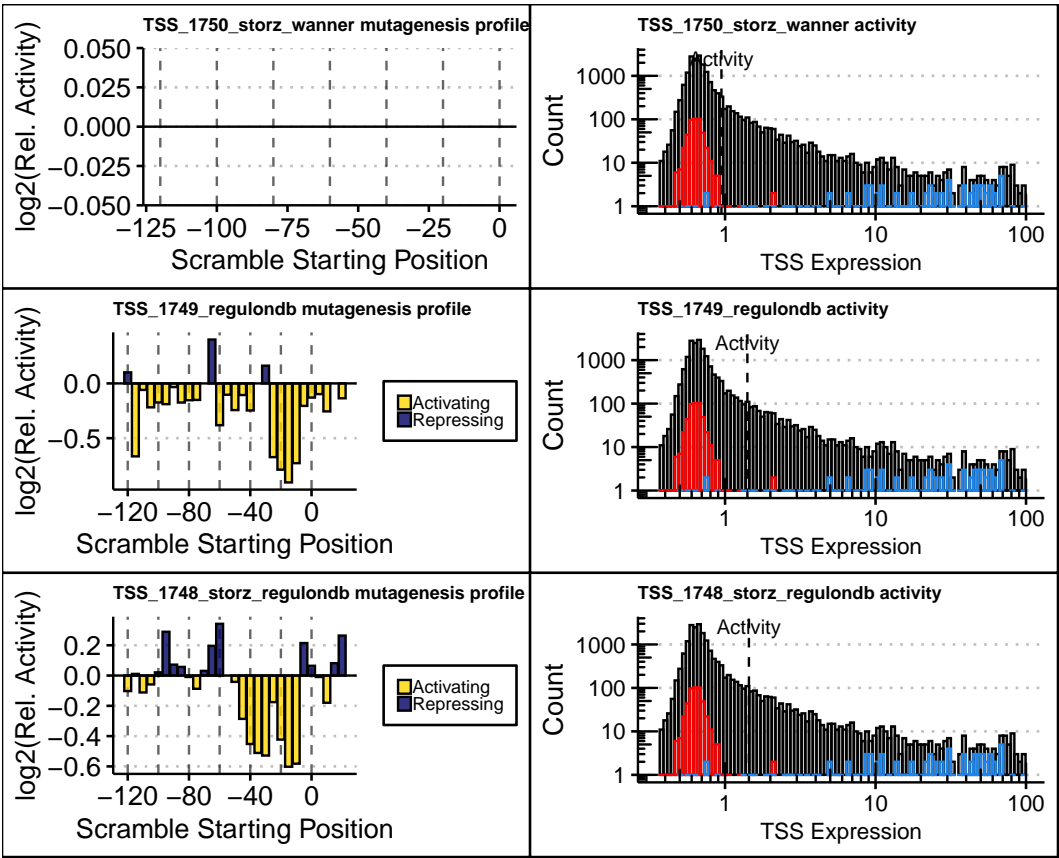 TSS_1750_storz_wanner mutagenesis profile
log2(Rel. Activity)
0.050
0.025
0.000
−0.025
−0.050
−125 −100 −75 −50 −25 0
Scramble Starting Position
TSS_1750_storz_wanner activity
Activity
Count
1000
100
10
1
1 10 100
TSS Expression
TSS_1749_regulondb mutagenesis profile
log2(Rel. Activity)
0.0
−0.5
−120 −80 −40 0
Scramble Starting Position
Activating
Repressing
TSS_1749_regulondb activity
Activity
Count
1000
100
10
1
1 10 100
TSS Expression
TSS_1748_storz_regulondb mutagenesis profile
log2(Rel. Activity)
0.2
0.0
−0.2
−0.4
−0.6
−120 −80 −40 0
Scramble Starting Position
Activating
Repressing
TSS_1748_storz_regulondb activity
Activity
Count
1000
100
10
1
1 10 100
TSS Expression